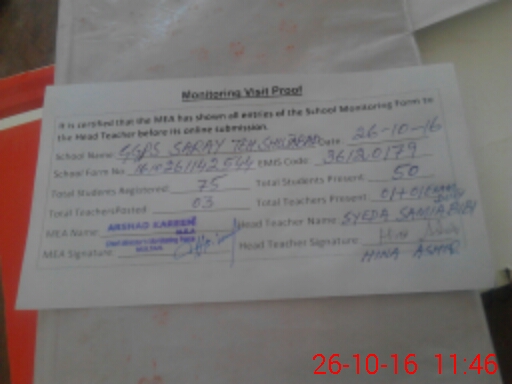 Monitoring Visit Proof
It is certified that the MEA has shown all entries of the School Monitoring Form to
the Head Teacher before its online submission.
School Name: GGPS SARAY Date: 26-10-16
School Form No. EMIS Code: 36120179
Total Students Registered: 75 Total Students Present: 50
Total Teachers Posted: 03 Total Teachers Present: 01+01
MEA Name: ARSHAD KAREEM Head Teacher Name: SYEDA SAMIA
M.E.A
MEA Signature: Head Teacher Signature:
HINA ASHIQ
26-10-16 11:46